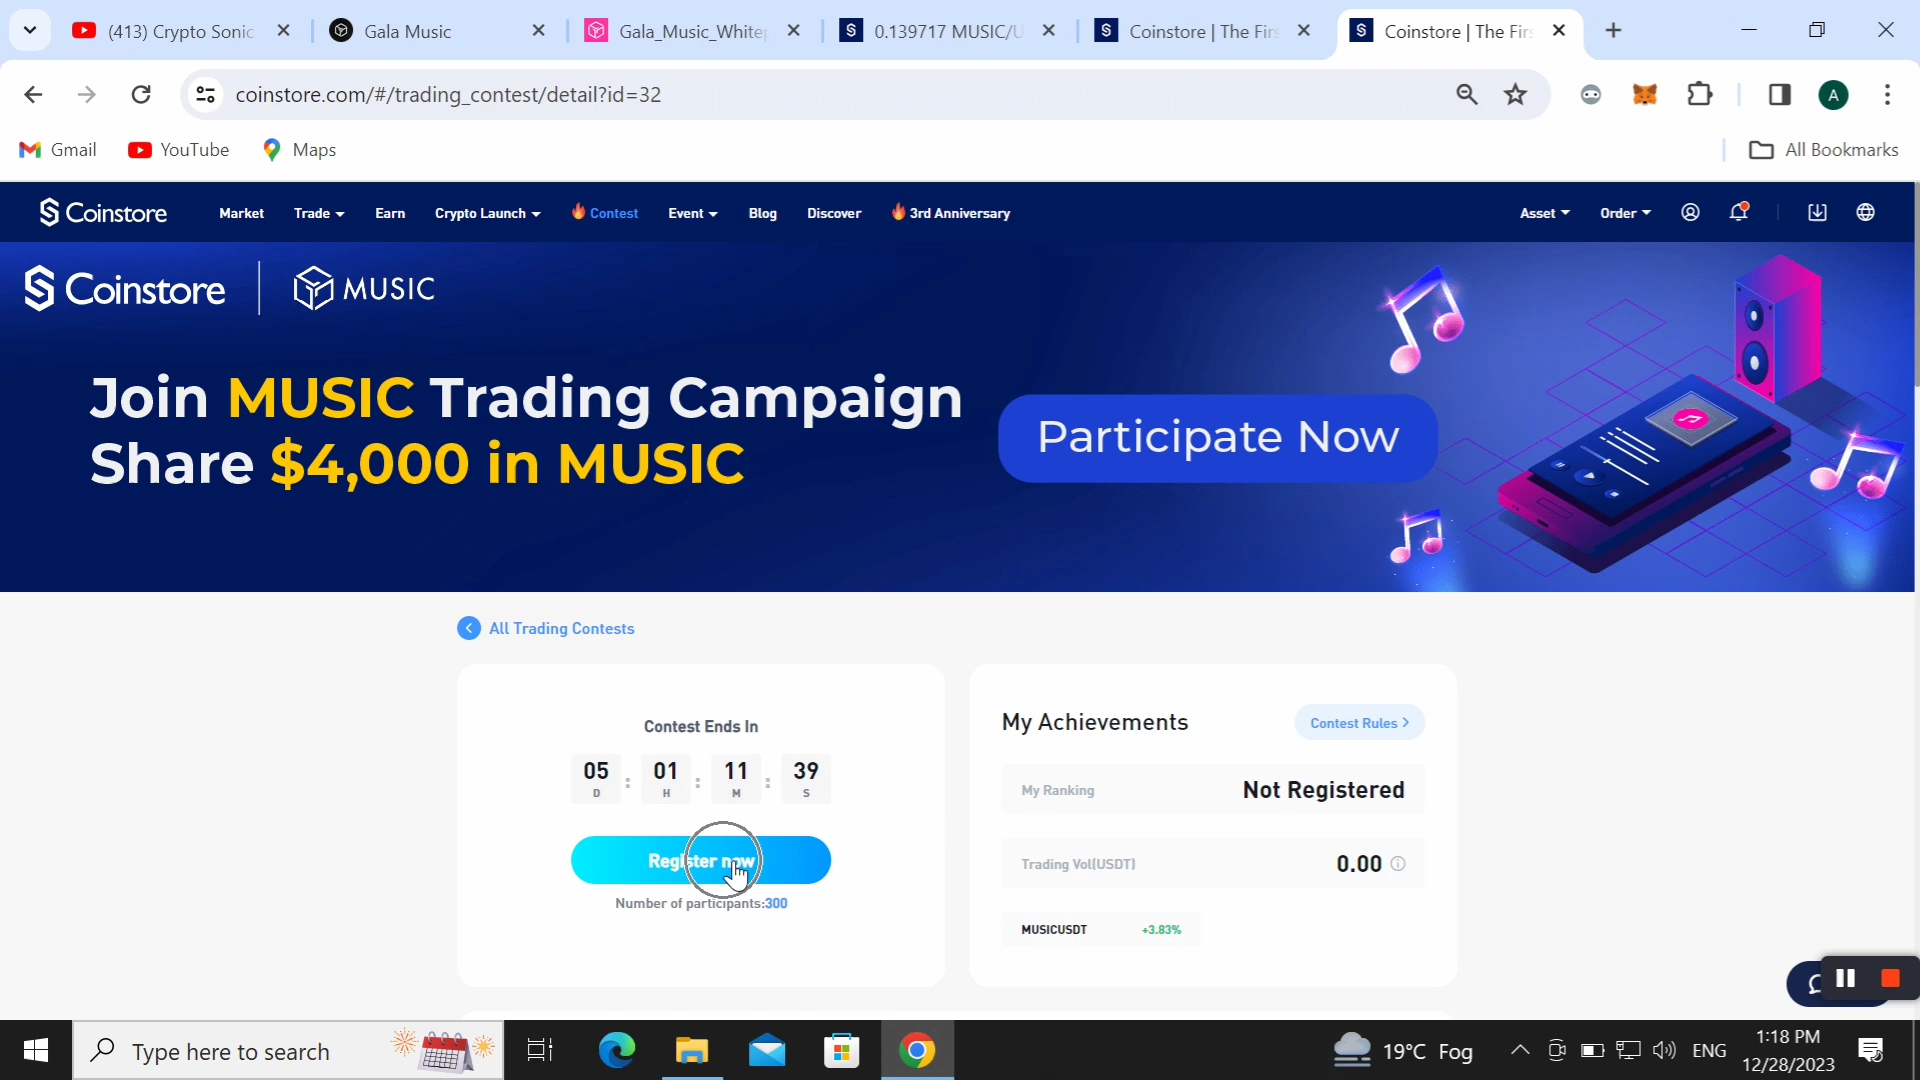 (413) Crypto Sonic
Gala Music
Gala_Music_White
0.139717 MUSIC/U
Coinstore | The Firs
Coinstore | The Firs
coinstore.com/#/trading_contest/detail?id=32
A
Gmail
YouTube
Maps
All Bookmarks
Coinstore
Market
Trade
Earn
Crypto Launch
Contest
Event
Blog
Discover
3rd Anniversary
Asset
Order
Coinstore
MUSIC
Join MUSIC Trading Campaign
Share $4,000 in MUSIC
Participate Now
All Trading Contests
Contest Ends In
05 : 01 : 11 : 39
D H M S
Register now
Number of participants:300
My Achievements
Contest Rules >
My Ranking
Not Registered
Trading Vol(USDT)
0.00
MUSICUSDT
+3.83%
Type here to search
19°C Fog
ENG
1:18 PM
12/28/2023